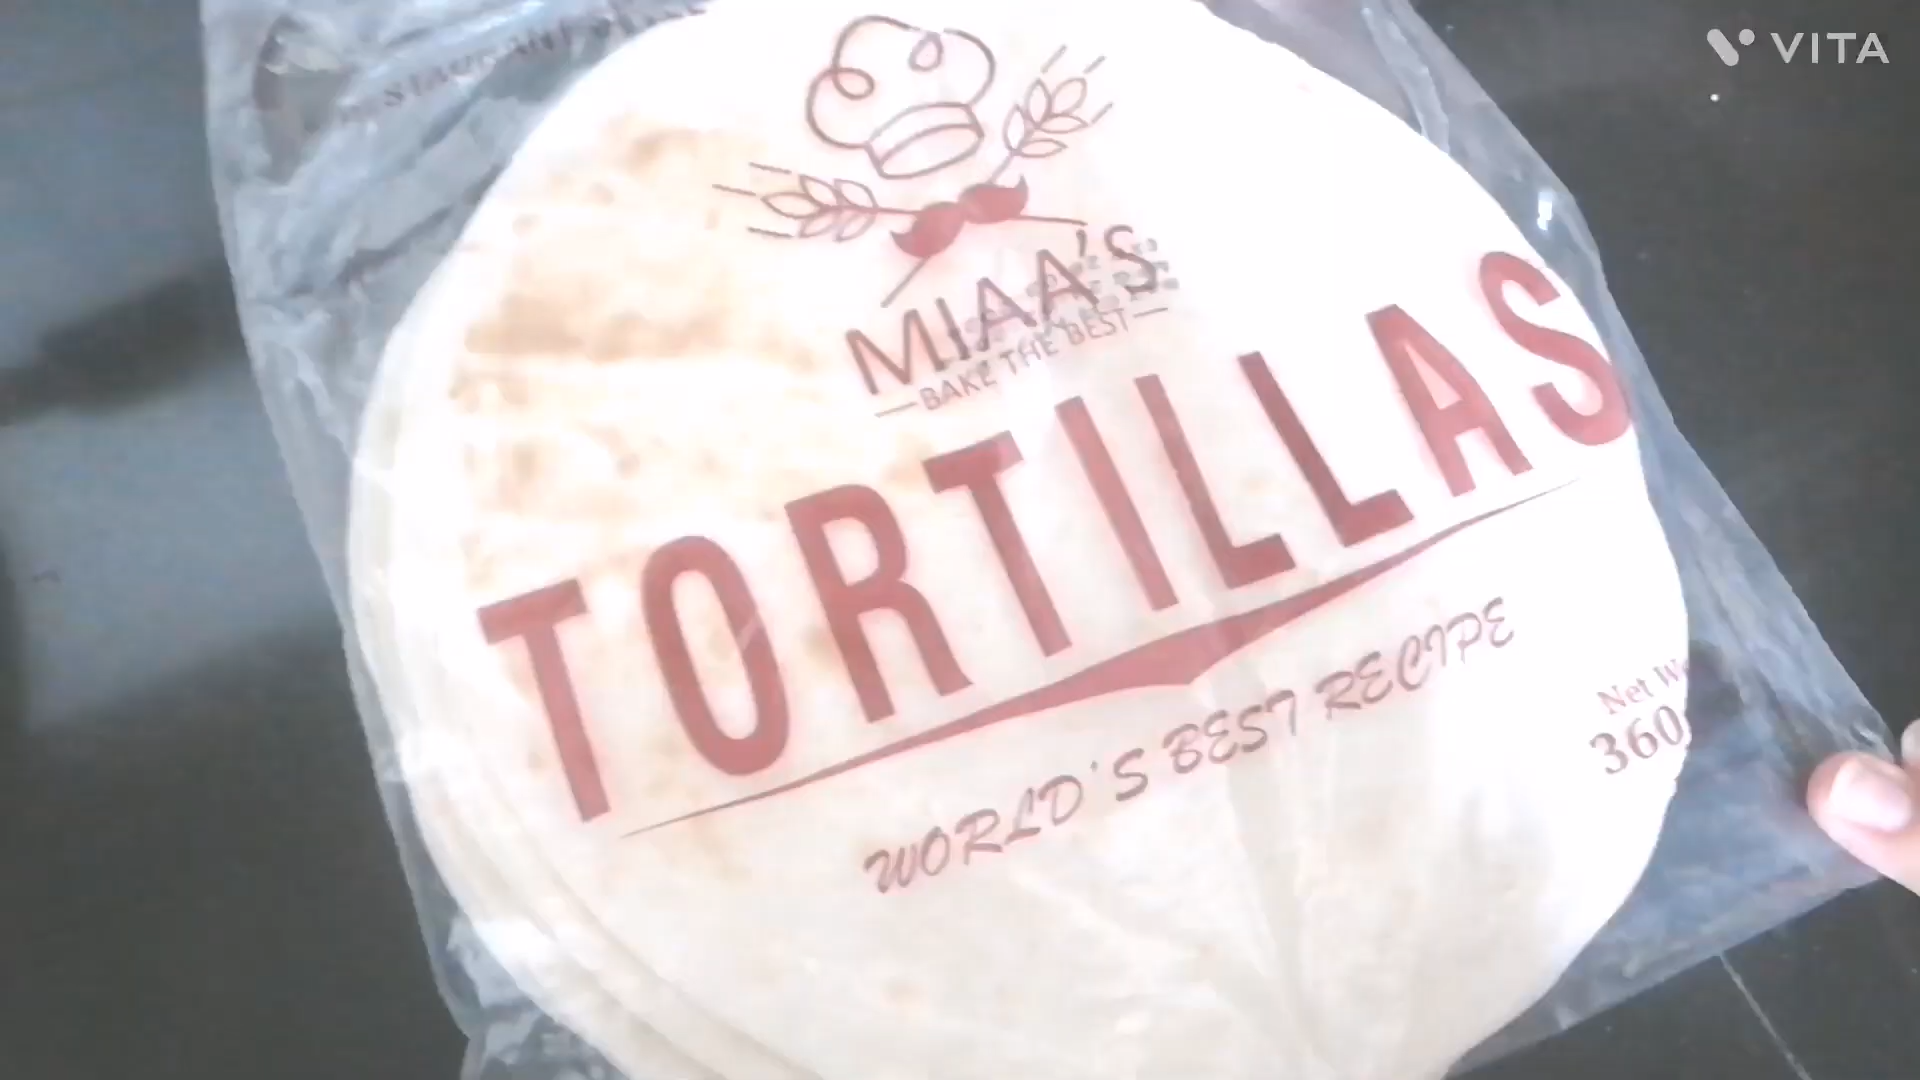 VITA
MIAA'S
BAKE THE BEST
TORTILLAS
WORLD'S BEST RECIPE
Net
360